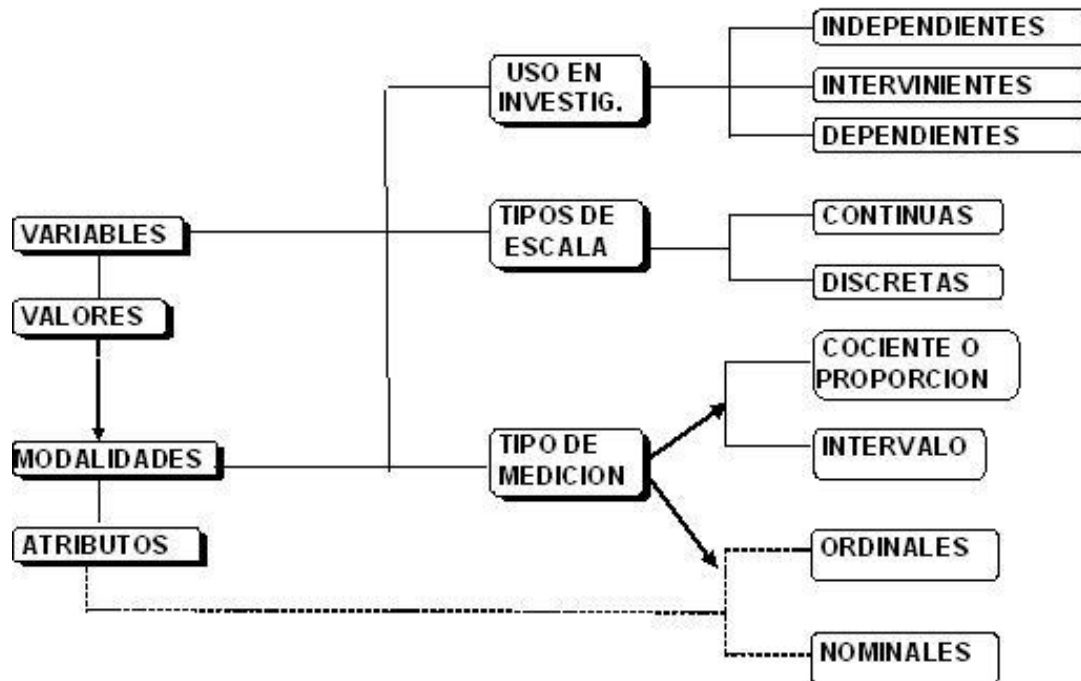 INDEPENDIENTES
USO EN
INVESTIG.
INTERVINIENTES
DEPENDIENTES
VARIABLES
TIPOS DE
ESCALA
CONTINUAS
DISCRETAS
VALORES
COCIENTE O
PROPORCION
MODALIDADES
TIPO DE
MEDICION
INTERVALO
ATRIBUTOS
ORDINALES
NOMINALES